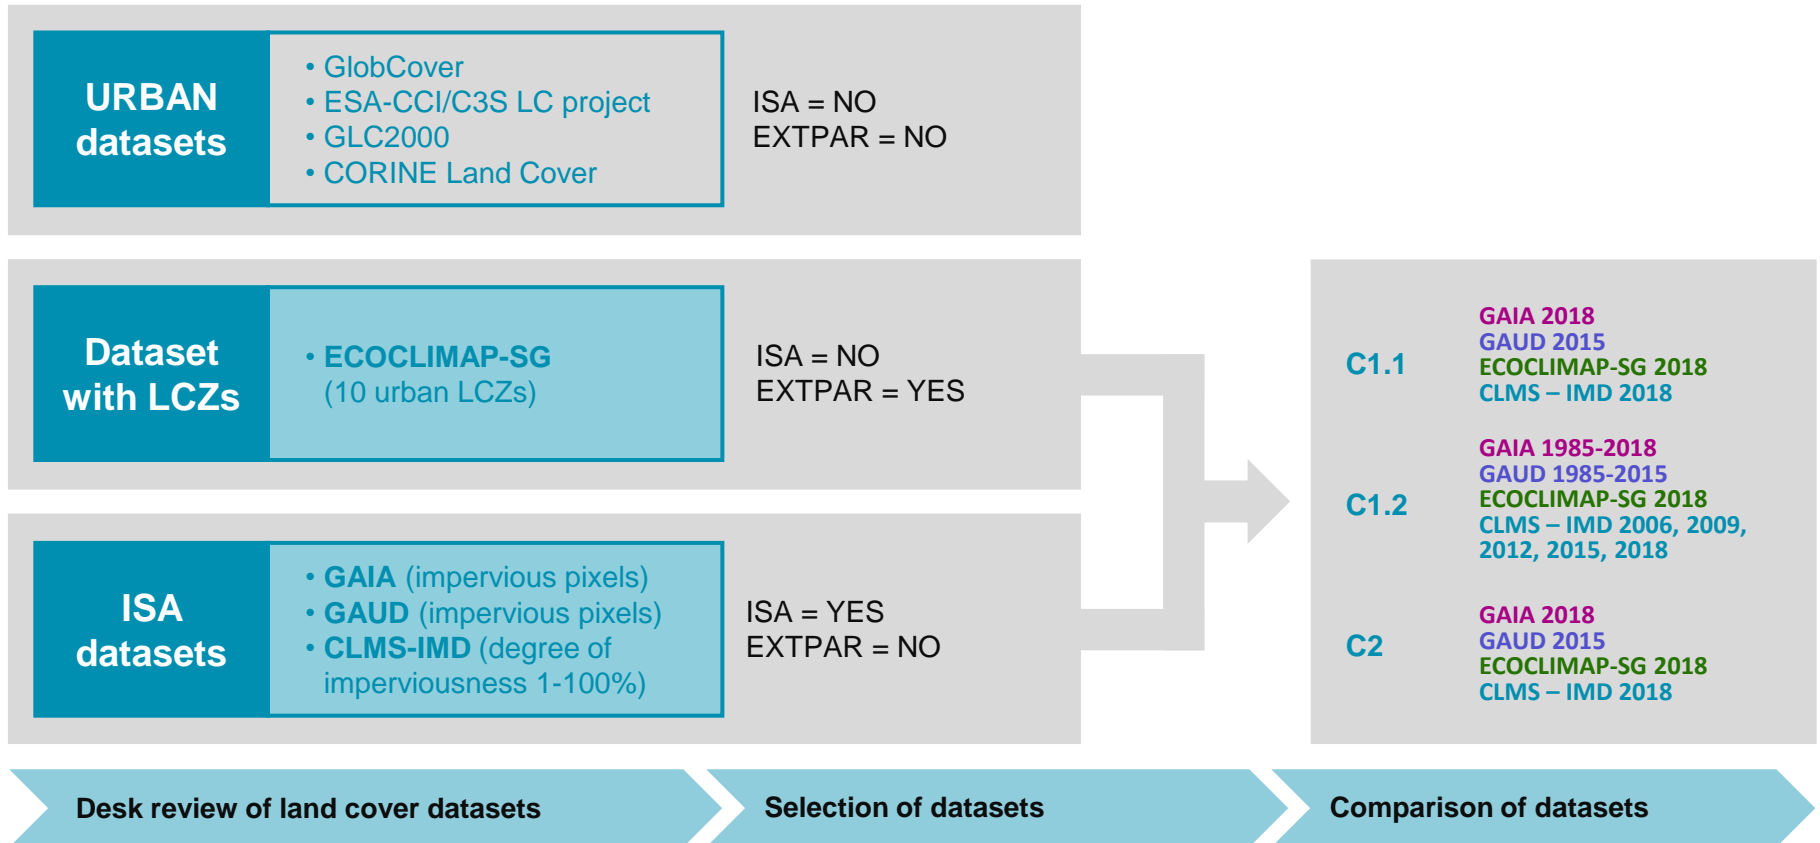 URBAN
datasets
• GlobCover
• ESA-CCI/C3S LC project
• GLC2000
• CORINE Land Cover
ISA = NO
EXTPAR = NO
Dataset
with LCZs
• ECOCLIMAP-SG
(10 urban LCZs)
ISA = NO
EXTPAR = YES
ISA
datasets
• GAIA (impervious pixels)
• GAUD (impervious pixels)
• CLMS-IMD (degree of
imperviousness 1-100%)
ISA = YES
EXTPAR = NO
C1.1
GAIA 2018
GAUD 2015
ECOCLIMAP-SG 2018
CLMS – IMD 2018
C1.2
GAIA 1985-2018
GAUD 1985-2015
ECOCLIMAP-SG 2018
CLMS – IMD 2006, 2009,
2012, 2015, 2018
C2
GAIA 2018
GAUD 2015
ECOCLIMAP-SG 2018
CLMS – IMD 2018
Desk review of land cover datasets
Selection of datasets
Comparison of datasets